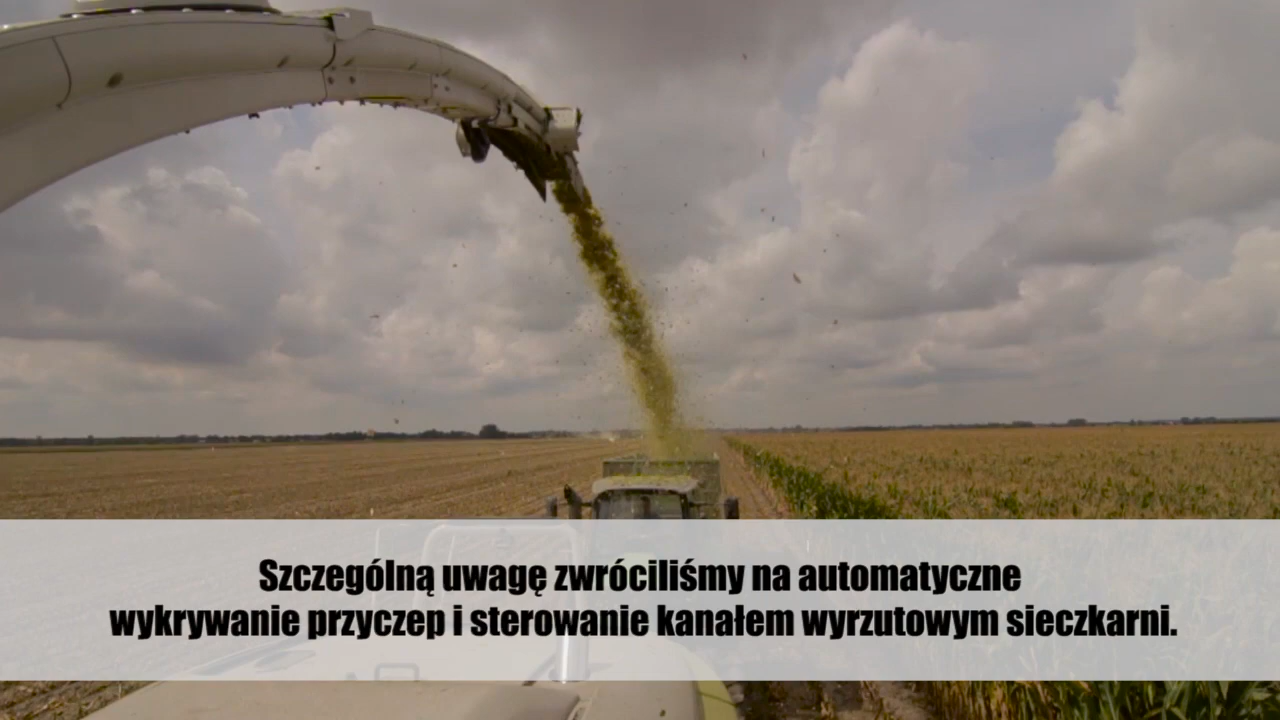 Szczególną uwagę zwróciliśmy na automatyczne
wykrywanie przyczep i sterowanie kanałem wyrzutowym sieczkarni.